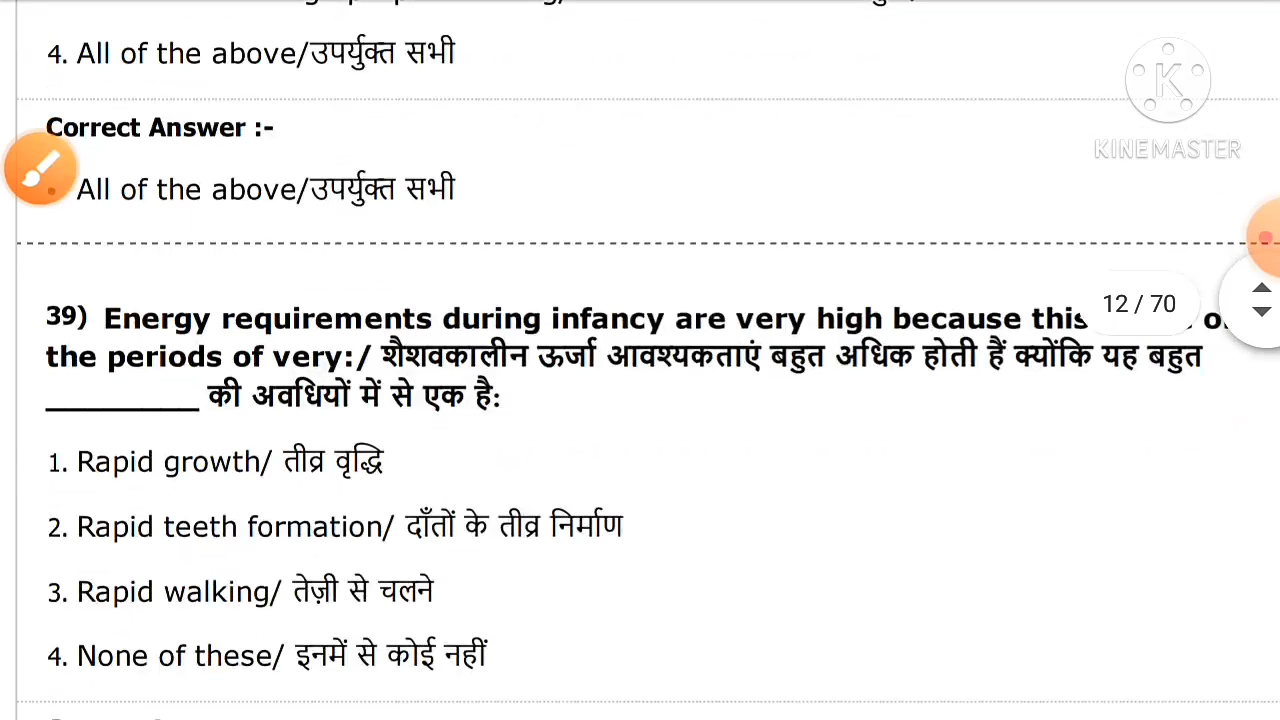 4. All of the above/उपर्युक्त सभी
Correct Answer :-
All of the above/उपर्युक्त सभी
KINEMASTER
39) Energy requirements during infancy are very high because this
12 / 70
the periods of very:/ शैशवकालीन ऊर्जा आवश्यकताएं बहुत अधिक होती हैं क्योंकि यह बहुत
_________ की अवधियों में से एक है:
1. Rapid growth/ तीव्र वृद्धि
2. Rapid teeth formation/ दाँतों के तीव्र निर्माण
3. Rapid walking/ तेज़ी से चलने
4. None of these/ इनमें से कोई नहीं